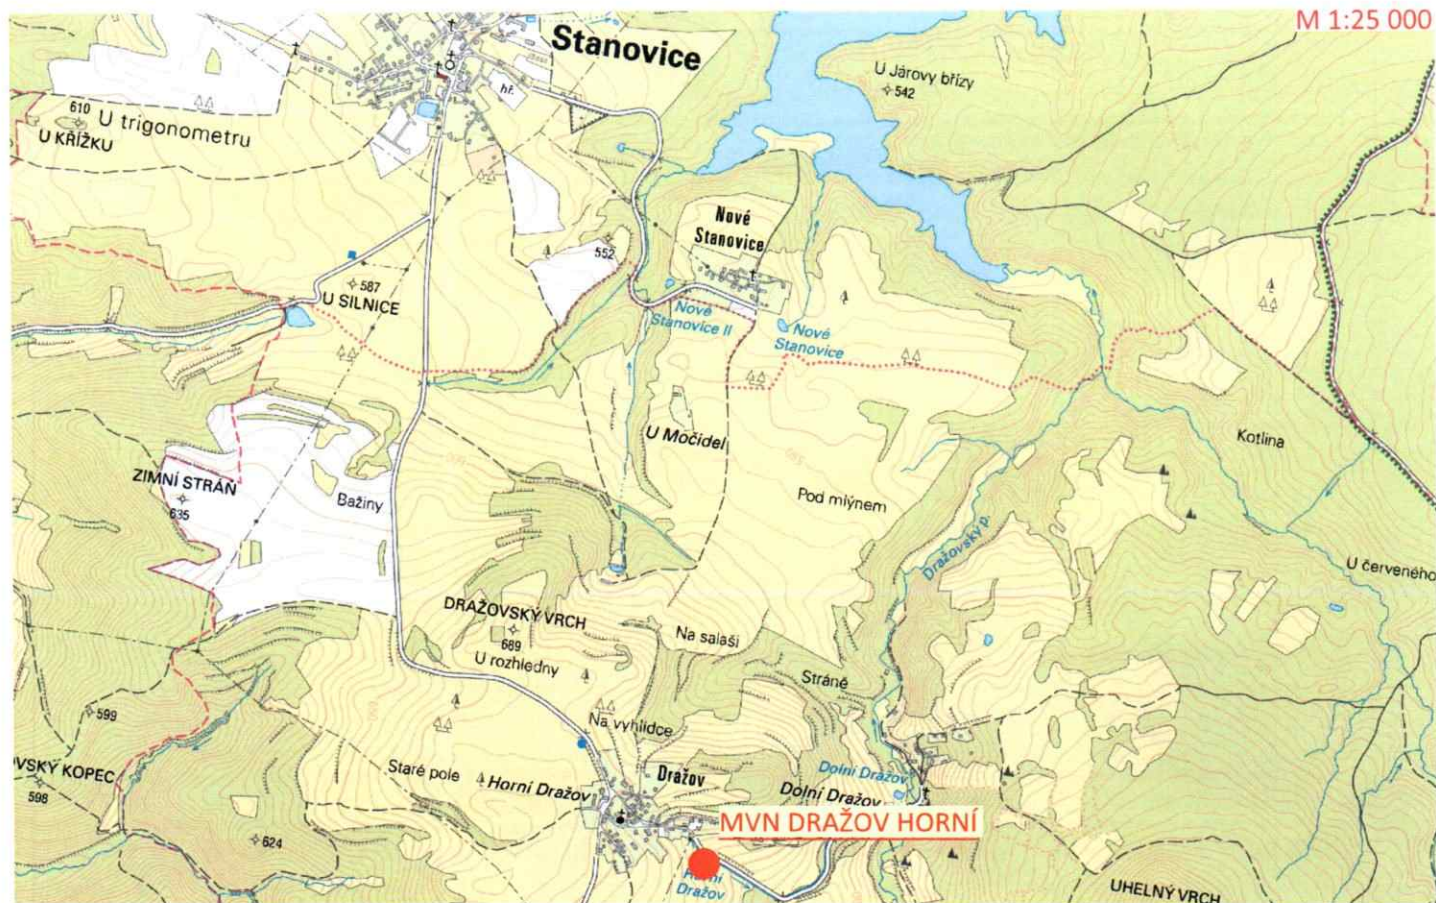 M 1:25 000
Stanovice
hř.
U Járovy břízy
542
610
U trigonometru
U KŘÍŽKU
Nové
Stanovice
552
587
U SILNICE
Nové
Stanovice II
Nové
Stanovice
U Močidel
Kotlina
ZIMNÍ STRÁŇ
635
Bažiny
Pod mlýnem
Dražovský p.
U červeného
DRAŽOVSKÝ VRCH
689
U rozhledny
Na salaši
Stráně
599
Na vyhlídce
OVSKÝ KOPEC
598
Staré pole
Horní Dražov
Dražov
Dolní Dražov
Dolní Dražov
MVN DRAŽOV HORNÍ
624
Dražov
UHELNÝ VRCH